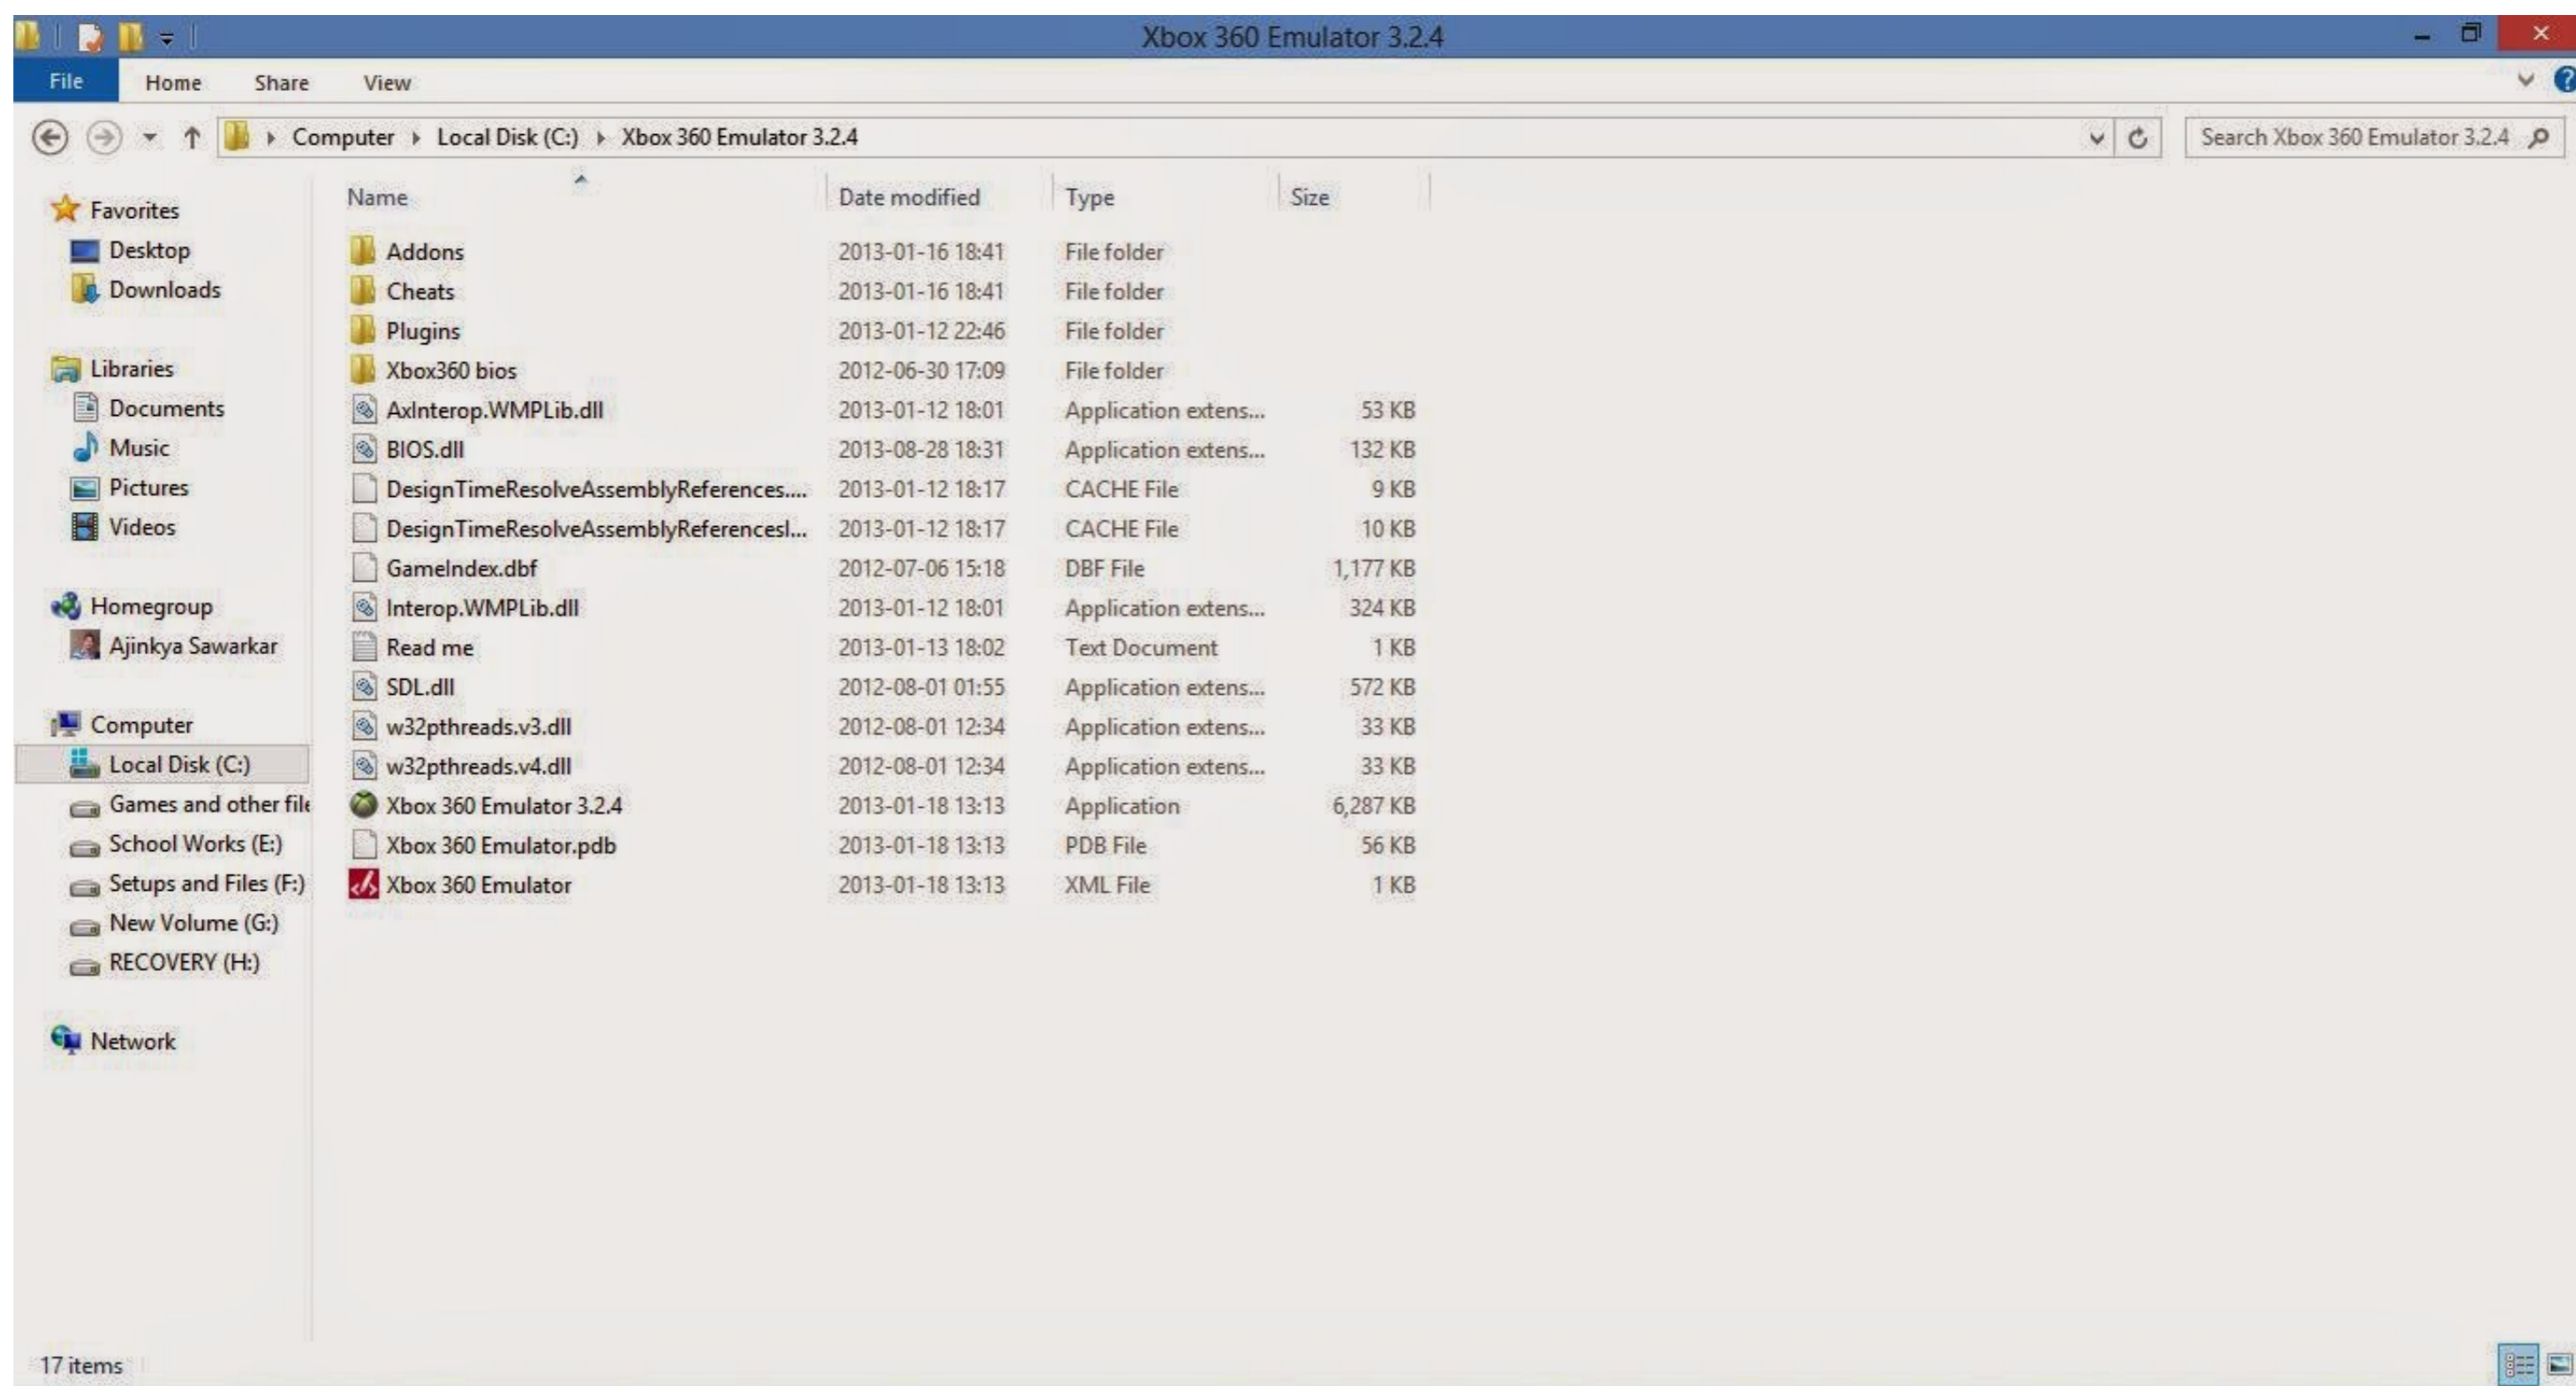 Xbox 360 Emulator 3.2.4
File Home Share View
Computer Local Disk (C:) Xbox 360 Emulator 3.2.4
Search Xbox 360 Emulator 3.2.4
Favorites
Desktop
Downloads
Libraries
Documents
Music
Pictures
Videos
Homegroup
Ajinkya Sawarkar
Computer
Local Disk (C:)
Games and other file
School Works (E:)
Setups and Files (F:)
New Volume (G:)
RECOVERY (H:)
Network
Name Date modified Type Size
Addons 2013-01-16 18:41 File folder
Cheats 2013-01-16 18:41 File folder
Plugins 2013-01-12 22:46 File folder
Xbox360 bios 2012-06-30 17:09 File folder
AxInterop.WMPLib.dll 2013-01-12 18:01 Application extens... 53 KB
BIOS.dll 2013-08-28 18:31 Application extens... 132 KB
DesignTimeResolveAssemblyReferences.... 2013-01-12 18:17 CACHE File 9 KB
DesignTimeResolveAssemblyReferencesI... 2013-01-12 18:17 CACHE File 10 KB
GameIndex.dbf 2012-07-06 15:18 DBF File 1,177 KB
Interop.WMPLib.dll 2013-01-12 18:01 Application extens... 324 KB
Read me 2013-01-13 18:02 Text Document 1 KB
SDL.dll 2012-08-01 01:55 Application extens... 572 KB
w32pthreads.v3.dll 2012-08-01 12:34 Application extens... 33 KB
w32pthreads.v4.dll 2012-08-01 12:34 Application extens... 33 KB
Xbox 360 Emulator 3.2.4 2013-01-18 13:13 Application 6,287 KB
Xbox 360 Emulator.pdb 2013-01-18 13:13 PDB File 56 KB
Xbox 360 Emulator 2013-01-18 13:13 XML File 1 KB
17 items